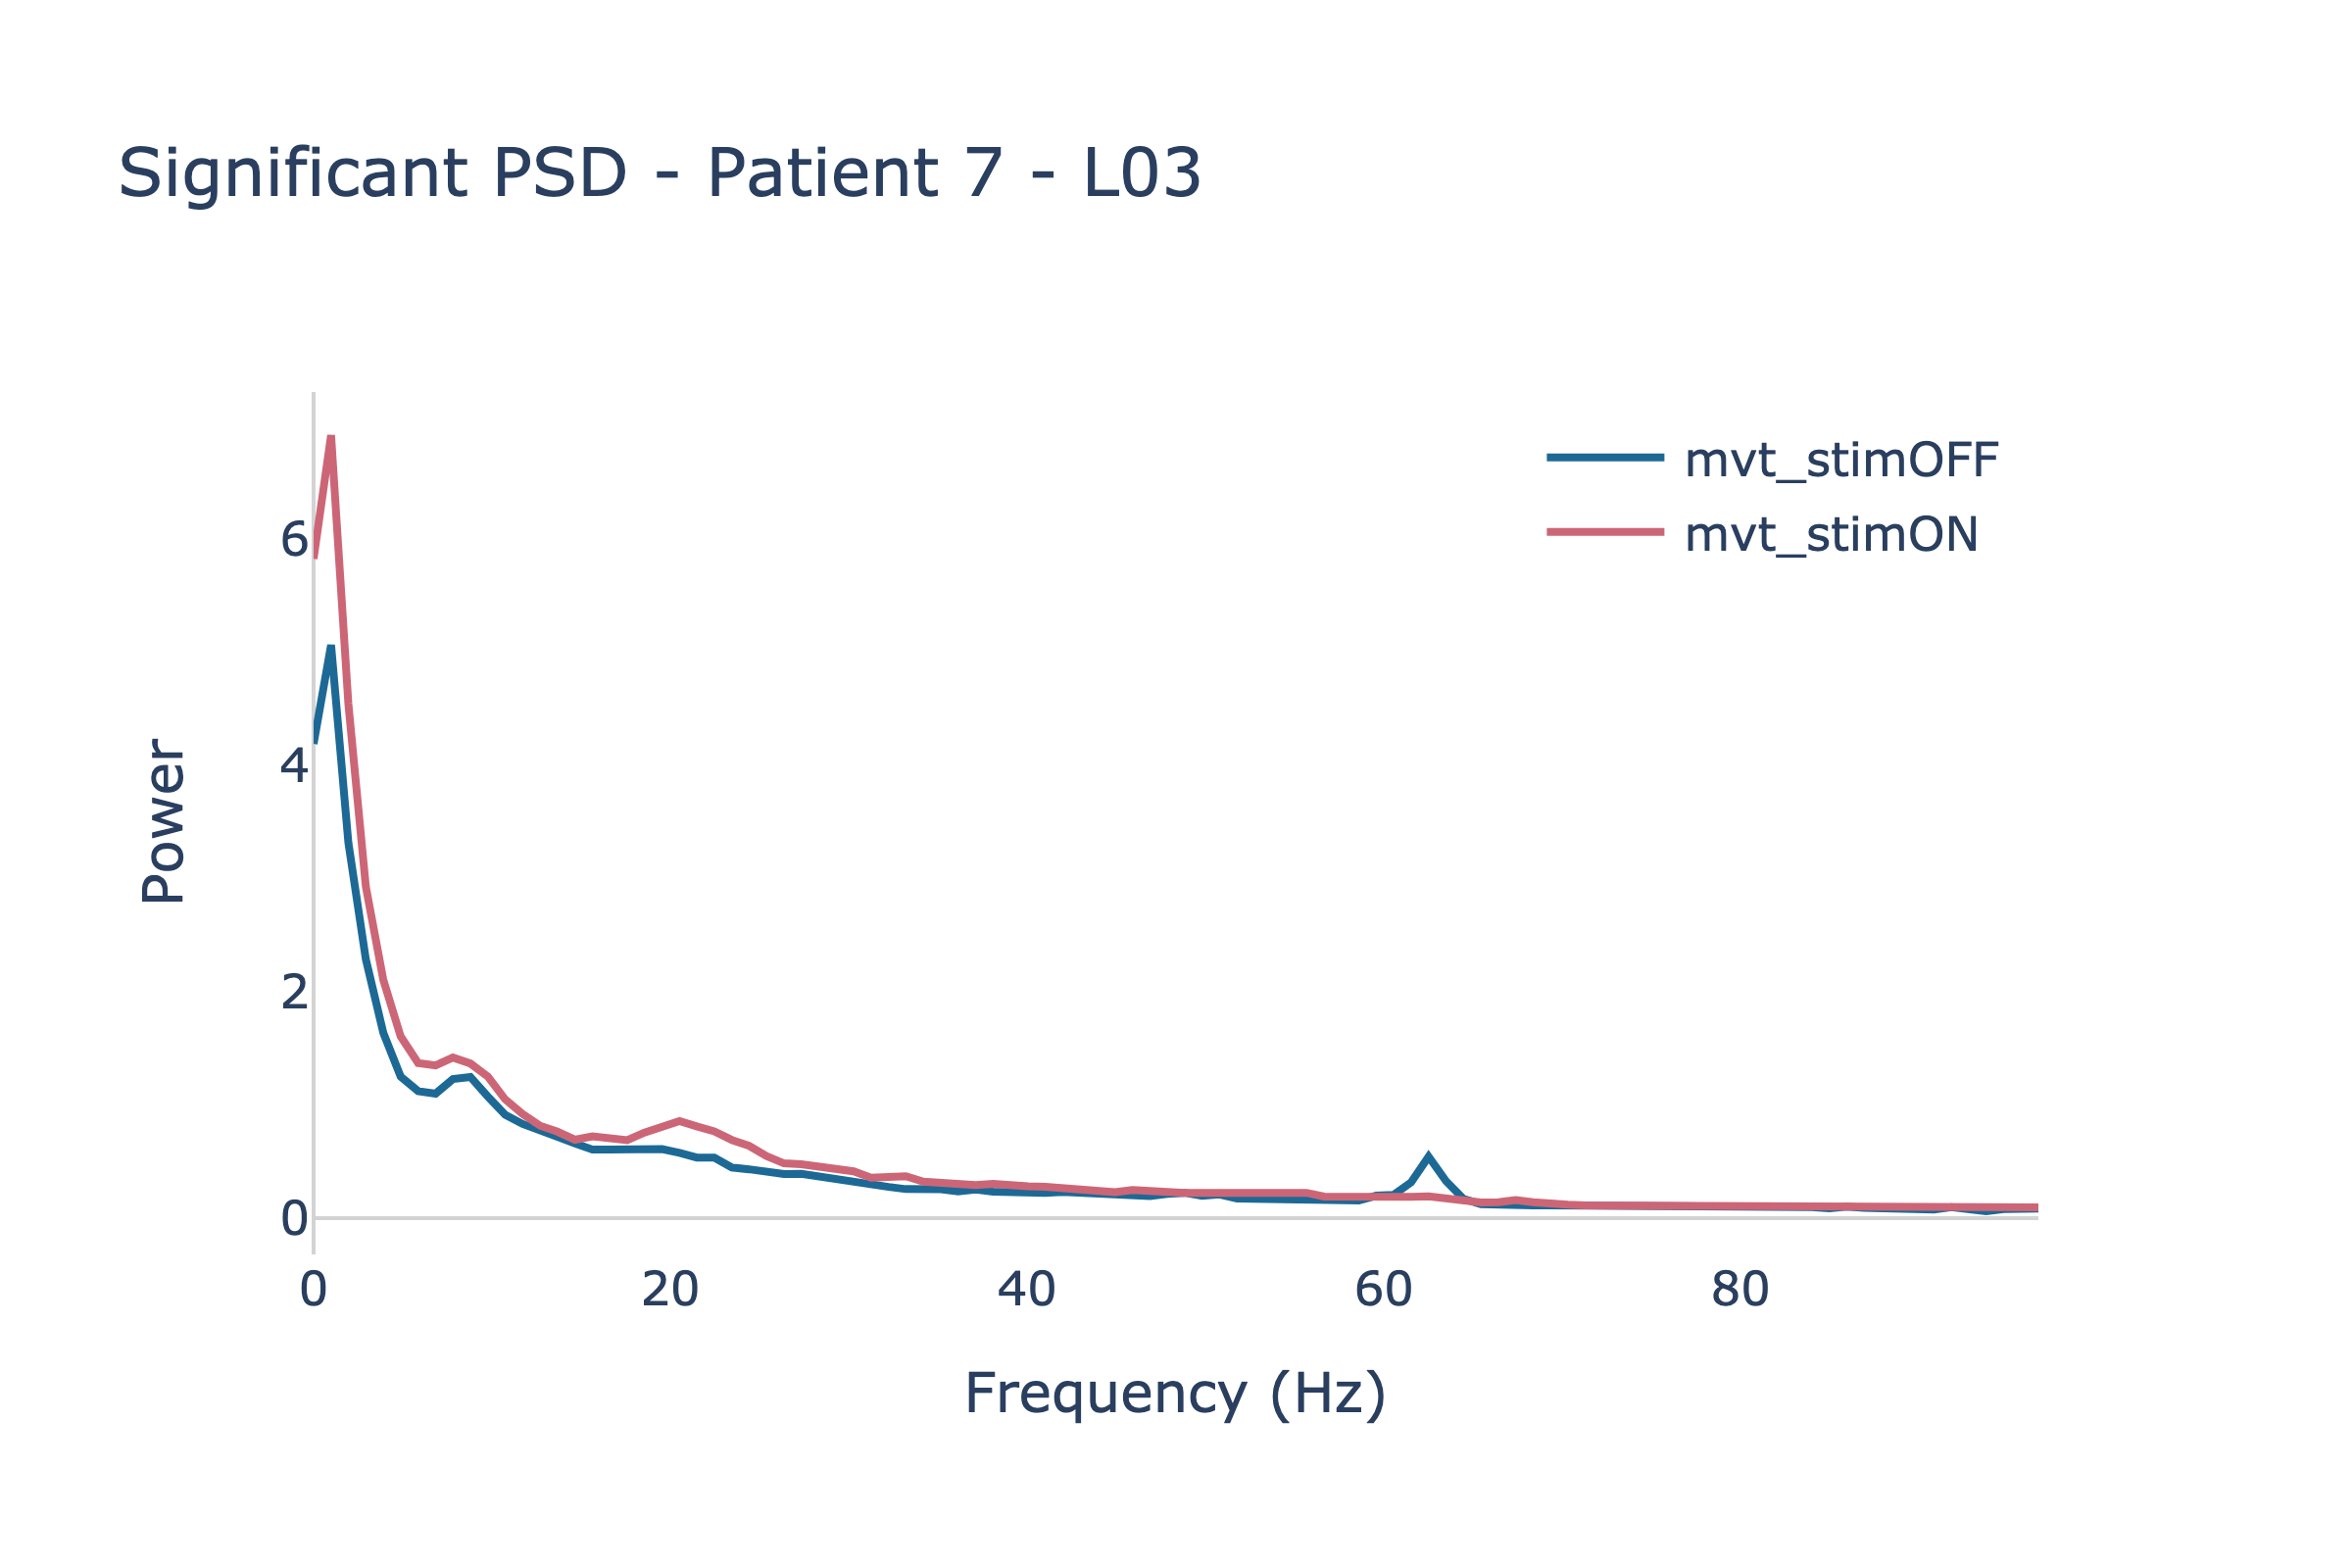 Significant PSD - Patient 7 - L03
mvt_stimOFF
mvt_stimON
6
4
2
0
Power
0 20 40 60 80
Frequency (Hz)